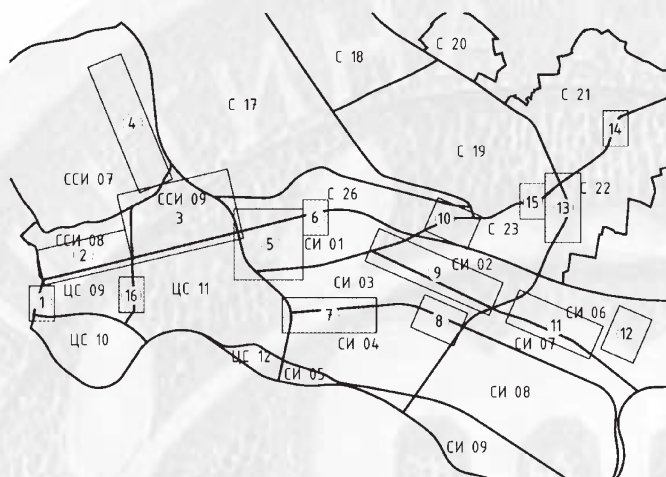 С 18
С 20
С 21
С 17
4
14
С 19
ССИ 07
ССИ 09
3
С 26
С 22
15
13
6
10
С 23
ССИ 08
2
5
СИ 01
СИ 02
9
СИ 03
ЦС 09
ЦС 11
1
16
СИ 06
7
8
11
12
ЦС 10
СИ 04
СИ 07
ЦС 12
СИ 05
СИ 08
СИ 09